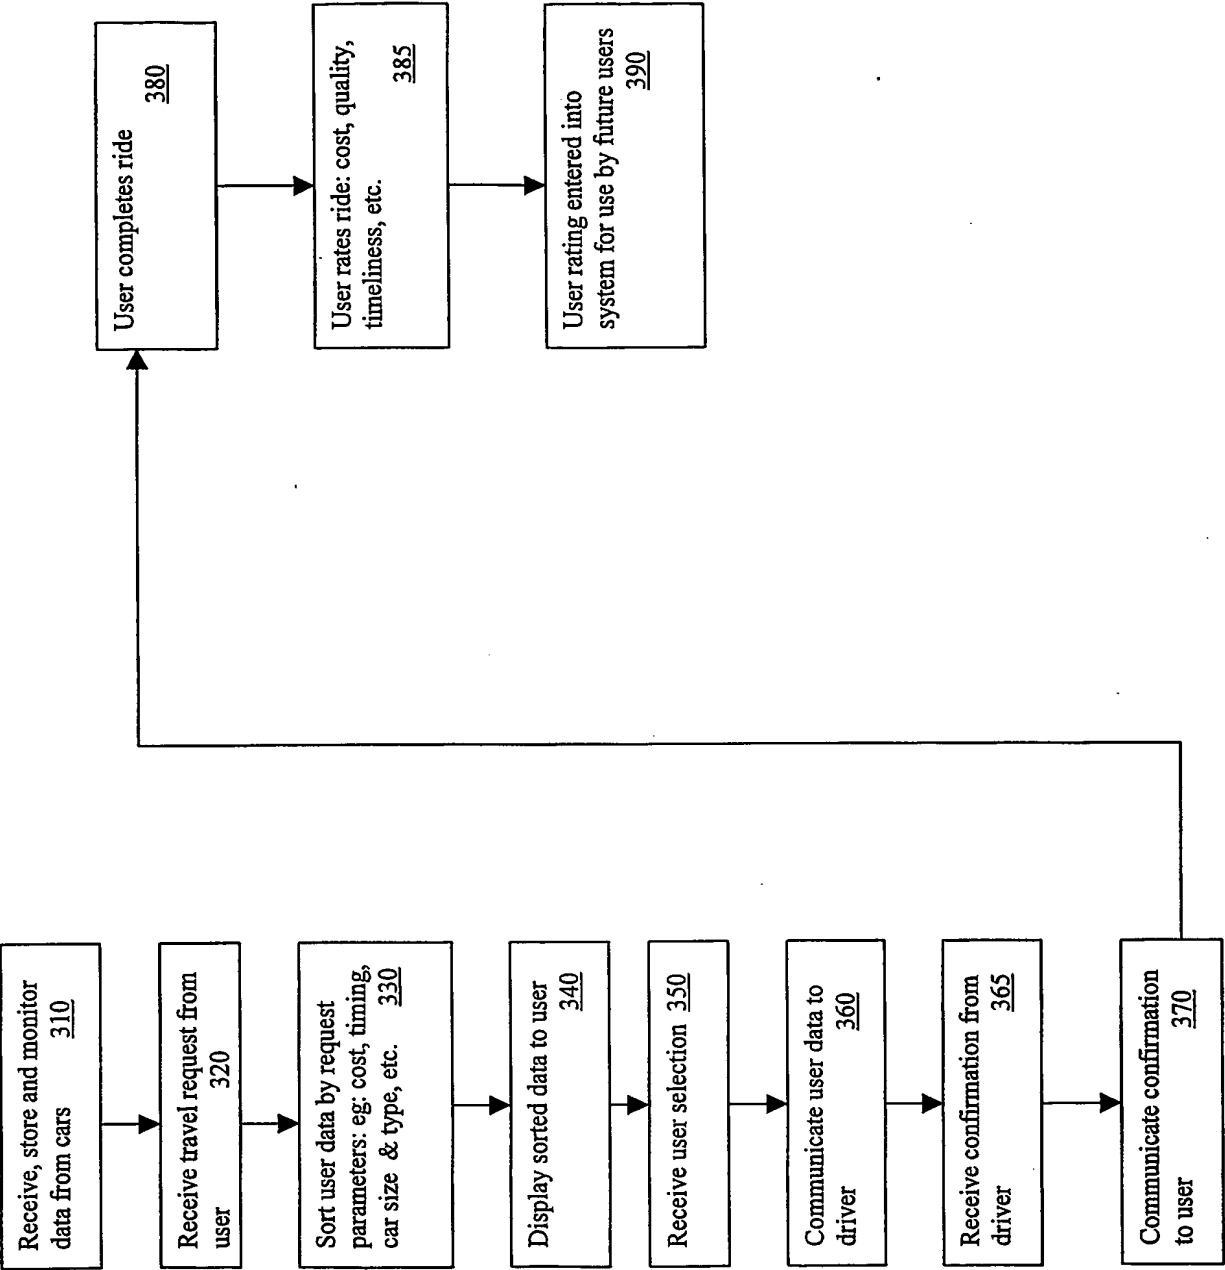 Receive, store and monitor
data from cars 310
Receive travel request from
user 320
Sort user data by request
parameters: eg: cost, timing,
car size & type, etc. 330
Display sorted data to user
340
Receive user selection 350
Communicate user data to
driver 360
Receive confirmation from
driver 365
Communicate confirmation
to user 370
User completes ride
380
User rates ride: cost, quality,
timeliness, etc. 385
User rating entered into
system for use by future users
390